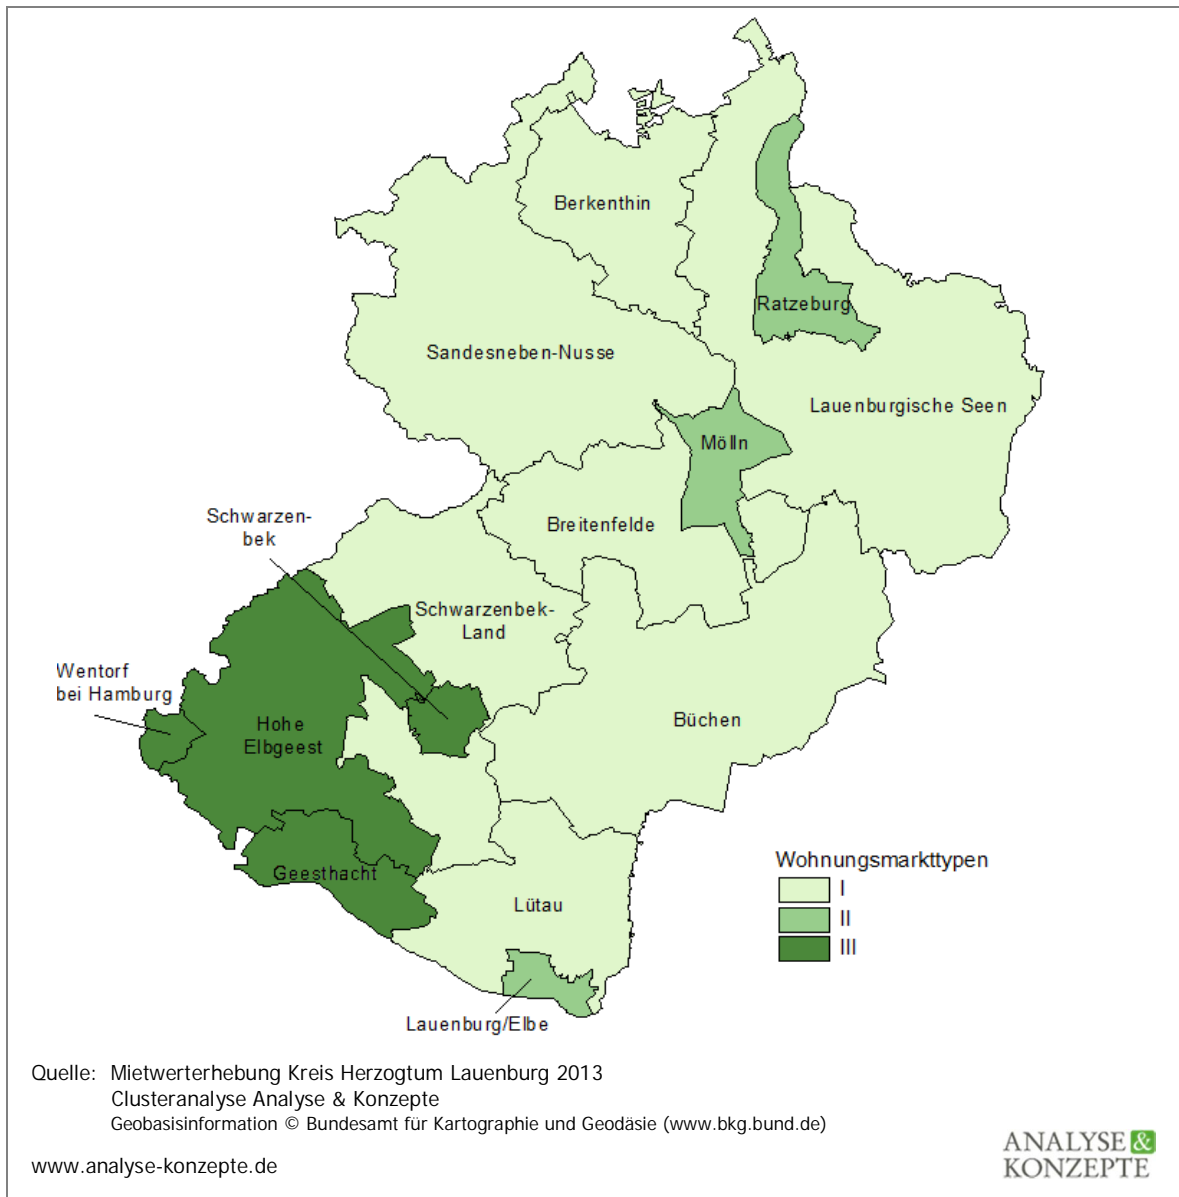 Berkenthin
Ratzeburg
Sandesneben-Nusse
Lauenburgische Seen
Mölln
Schwarzen-
bek
Breitenfelde
Schwarzenbek-
Land
Wentorf
bei Hamburg
Hohe
Elbgeest
Büchen
Geesthacht
Lütau
Lauenburg/Elbe
Wohnungsmarkttypen
I
II
III
Quelle: Mietwerterhebung Kreis Herzogtum Lauenburg 2013
Clusteranalyse Analyse & Konzepte
Geobasisinformation © Bundesamt für Kartographie und Geodäsie (www.bkg.bund.de)
www.analyse-konzepte.de
ANALYSE &
KONZEPTE